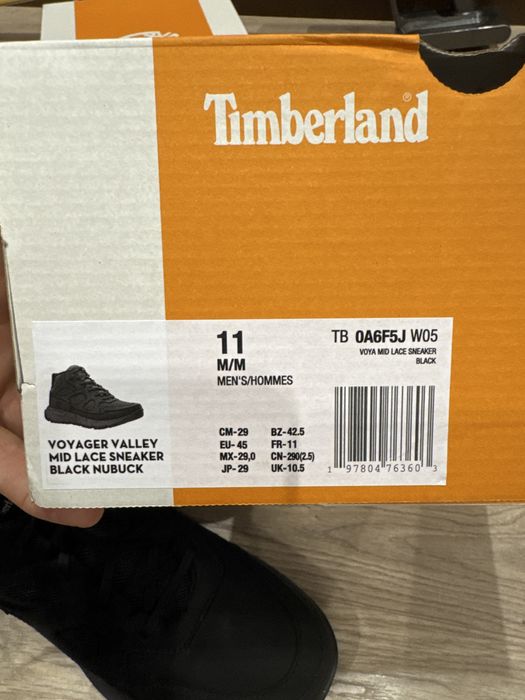 Timberland®
11
M/M
MEN'S/HOMMES
TB 0A6F5J W05
VOYA MID LACE SNEAKER
BLACK
VOYAGER VALLEY
MID LACE SNEAKER
BLACK NUBUCK
CM-29 BZ-42.5
EU- 45 FR-11
MX-29,0 CN-290(2.5)
JP- 29 UK-10.5
1 97804 76360 3